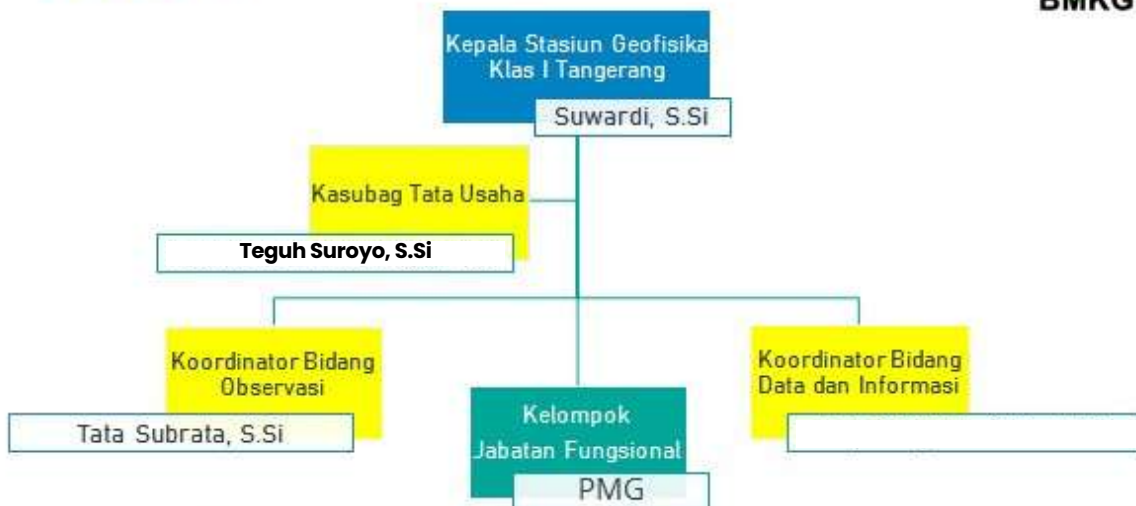 BMKG
Kepala Stasiun Geofisika
Klas I Tangerang
Suwardi, S.Si
Kasubag Tata Usaha
Teguh Suroyo, S.Si
Koordinator Bidang
Observasi
Tata Subrata, S.Si
Kelompok
Jabatan Fungsional
PMG
Koordinator Bidang
Data dan Informasi